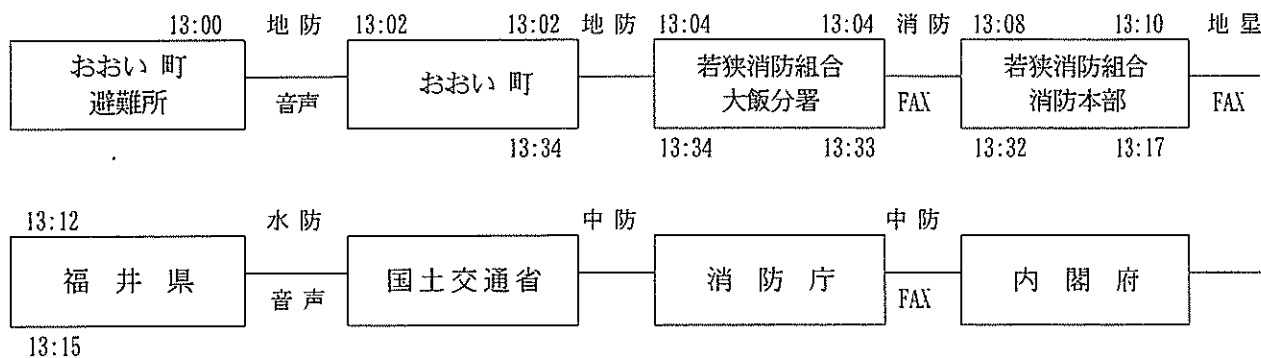 13:00 地防 13:02 13:02 地防 13:04 13:04 消防 13:08 13:10 地星
おおい町 避難所 音声 おおい町 若狭消防組合 大飯分署 FAX 若狭消防組合 消防本部 FAX
13:34 13:34 13:33 13:32 13:17
13:12 水防 中防 中防
福井県 音声 国土交通省 消防庁 FAX 内閣府
13:15